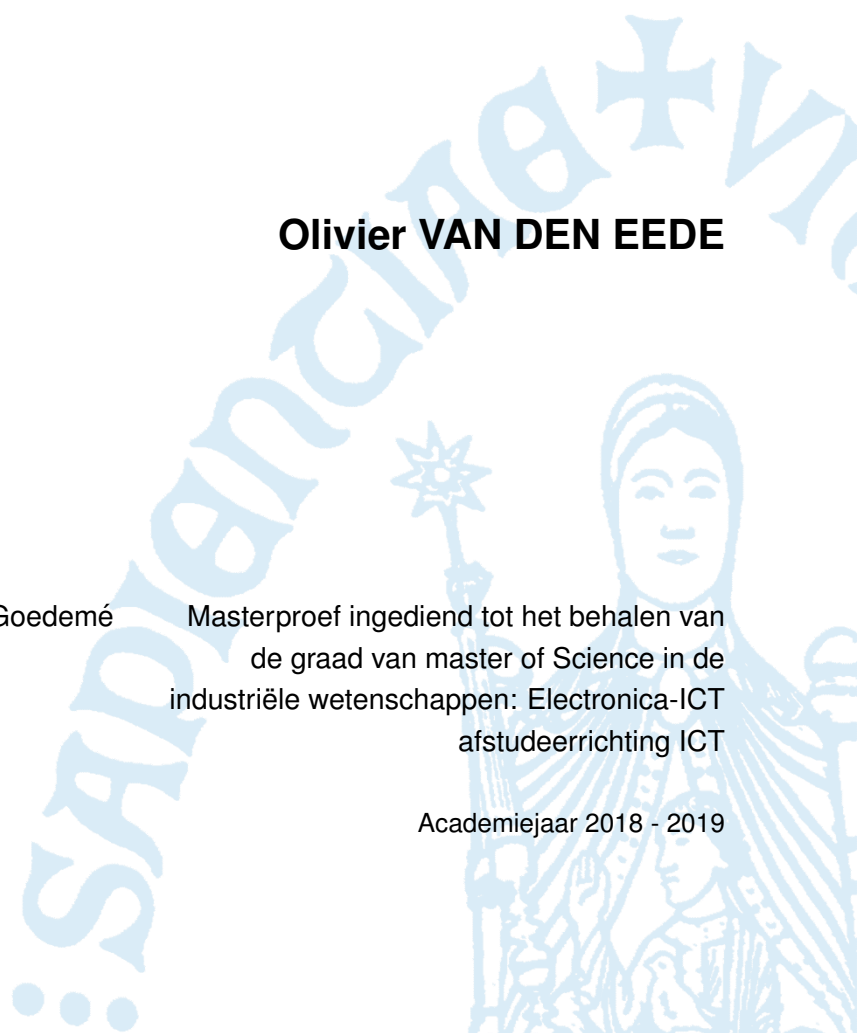 SAPIENTIAE
Olivier VAN DEN EEDE
Goedemé
Masterproef ingediend tot het behalen van
de graad van master of Science in de
industriële wetenschappen: Electronica-ICT
afstudeerrichting ICT
Academiejaar 2018 - 2019